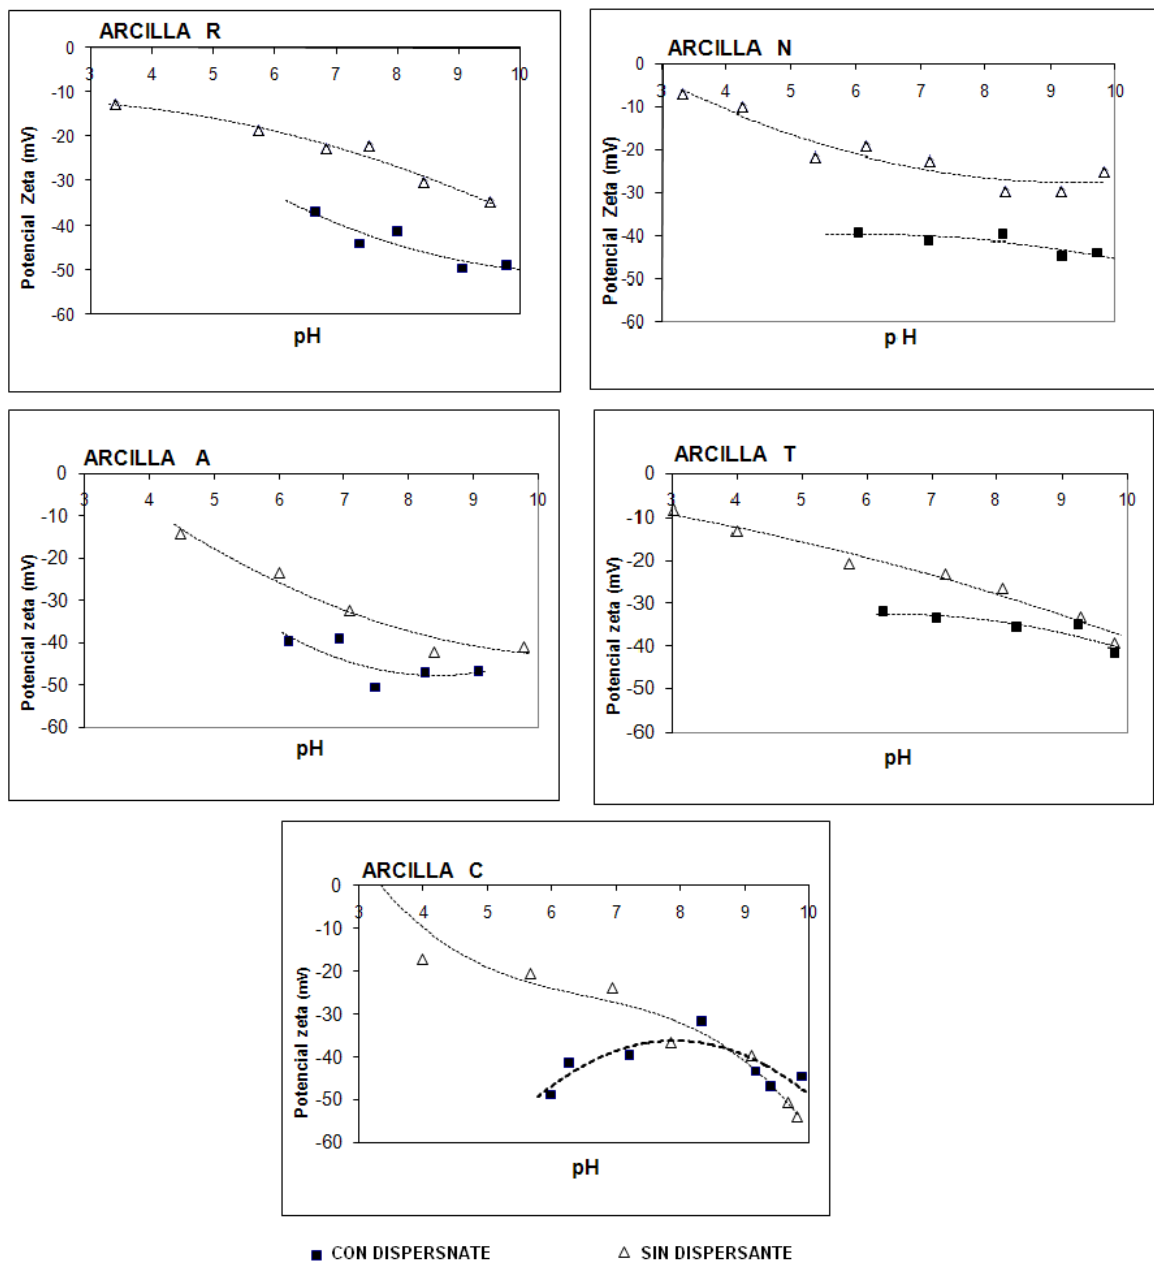 ARCILLA R
0
3 4 5 6 7 8 9 10
-10
-20
-30
-40
-50
-60
Potencial Zeta (mV)
pH
ARCILLA N
0
3 4 5 6 7 8 9 10
-10
-20
-30
-40
-50
-60
Potencial Zeta (mV)
p H
ARCILLA A
0
3 4 5 6 7 8 9 10
-10
-20
-30
-40
-50
-60
Potencial zeta (mV)
pH
ARCILLA T
0
3 4 5 6 7 8 9 10
-10
-20
-30
-40
-50
-60
Potencial zeta (mV)
pH
ARCILLA C
0
3 4 5 6 7 8 9 10
-10
-20
-30
-40
-50
-60
Potencial zeta (mV)
pH
CON DISPERSNATE SIN DISPERSANTE